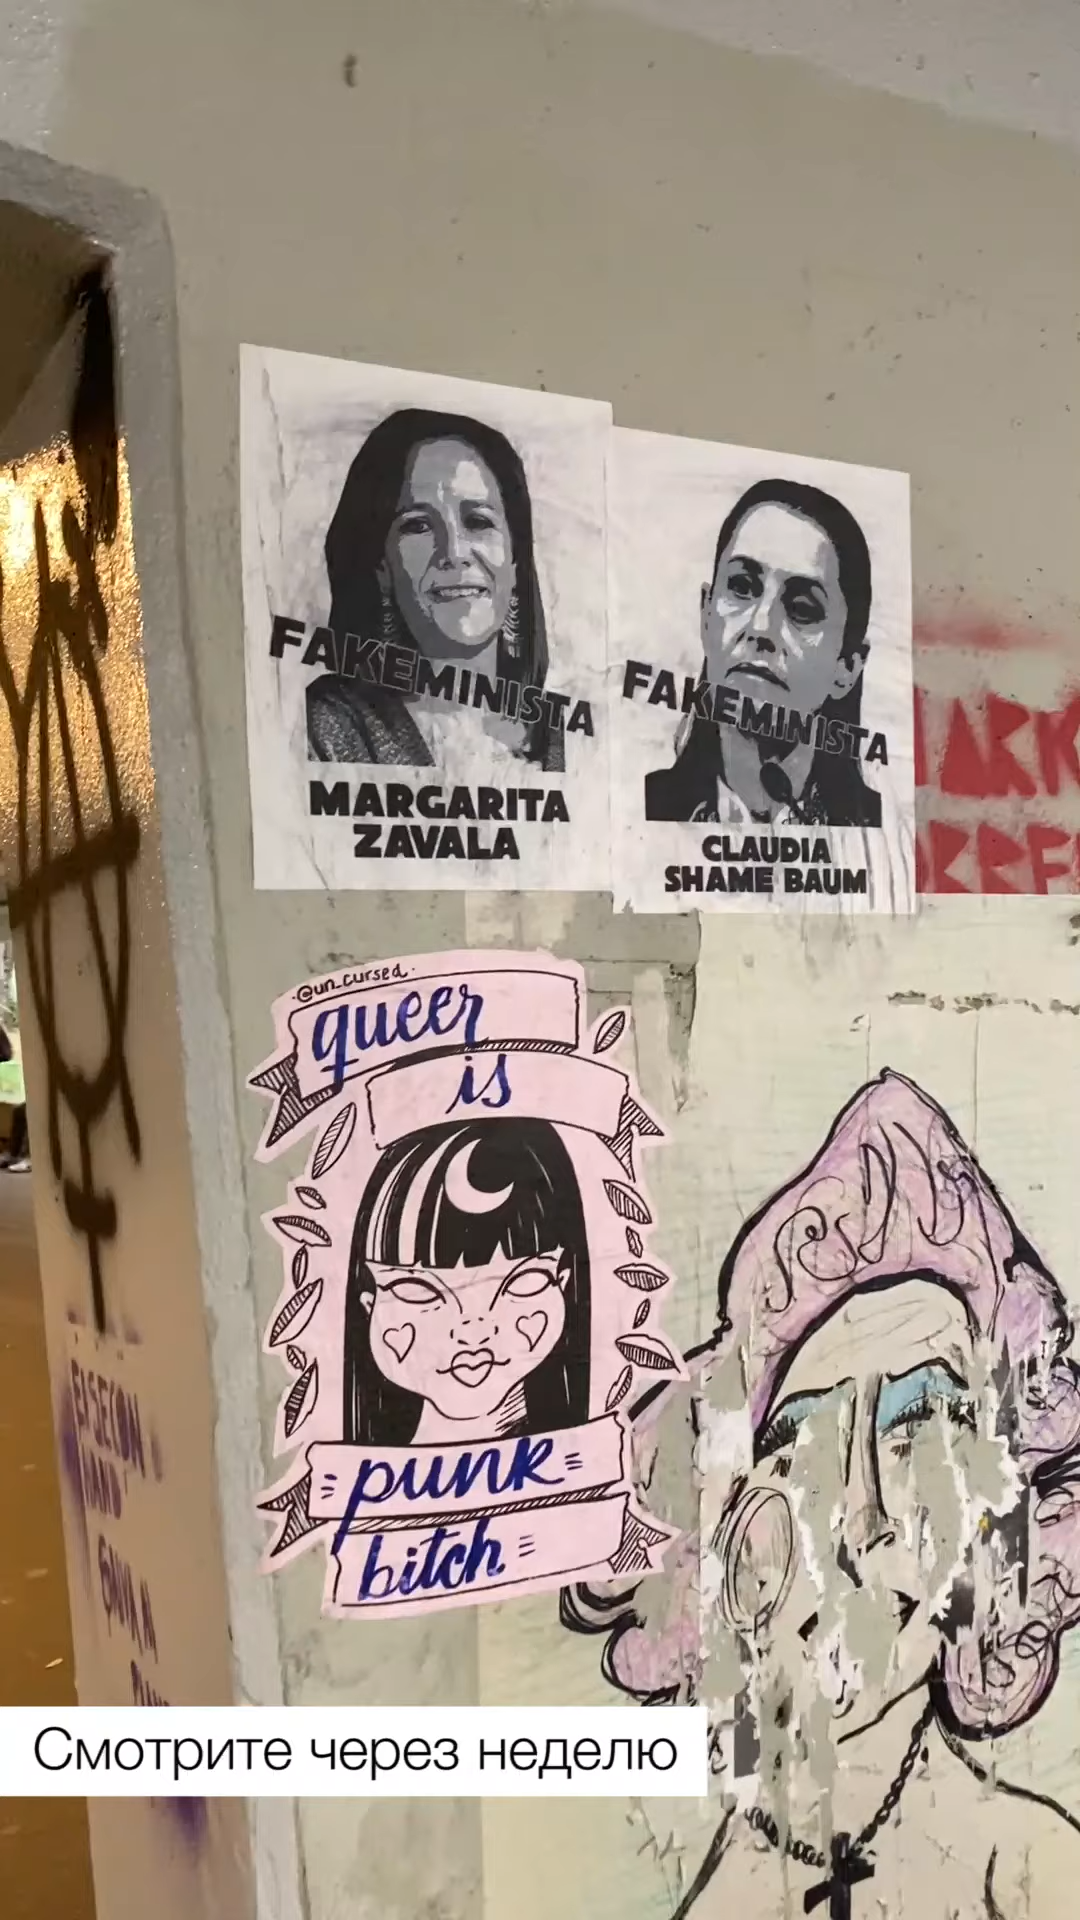 FAKEMINISTA
MARGARITA
ZAVALA
FAKEMINISTA
CLAUDIA
SHAME BAUM
@un_cursed.
queer
is
punk
bitch
Смотрите через неделю